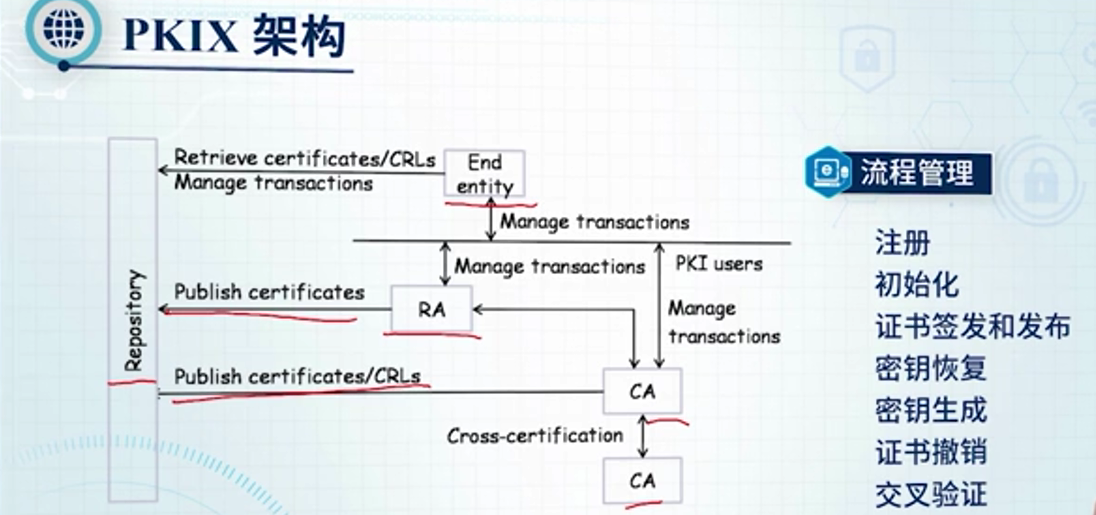 PKIX 架构
Retrieve certificates/CRLs
Manage transactions
End
entity
Manage transactions
Manage transactions
PKI users
Publish certificates
RA
Manage
transactions
Repository
Publish certificates/CRLs
CA
Cross-certification
CA
流程管理
注册
初始化
证书签发和发布
密钥恢复
密钥生成
证书撤销
交叉验证